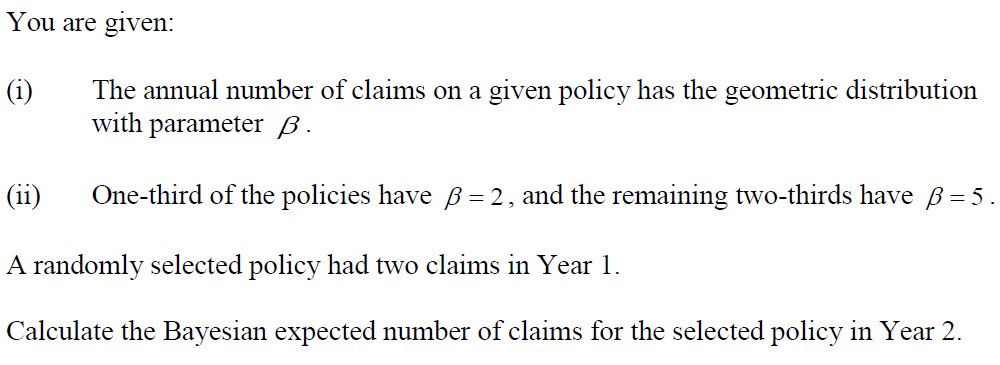 You are given:
(i) The annual number of claims on a given policy has the geometric distribution
with parameter β .
(ii) One-third of the policies have β = 2 , and the remaining two-thirds have β = 5 .
A randomly selected policy had two claims in Year 1.
Calculate the Bayesian expected number of claims for the selected policy in Year 2.